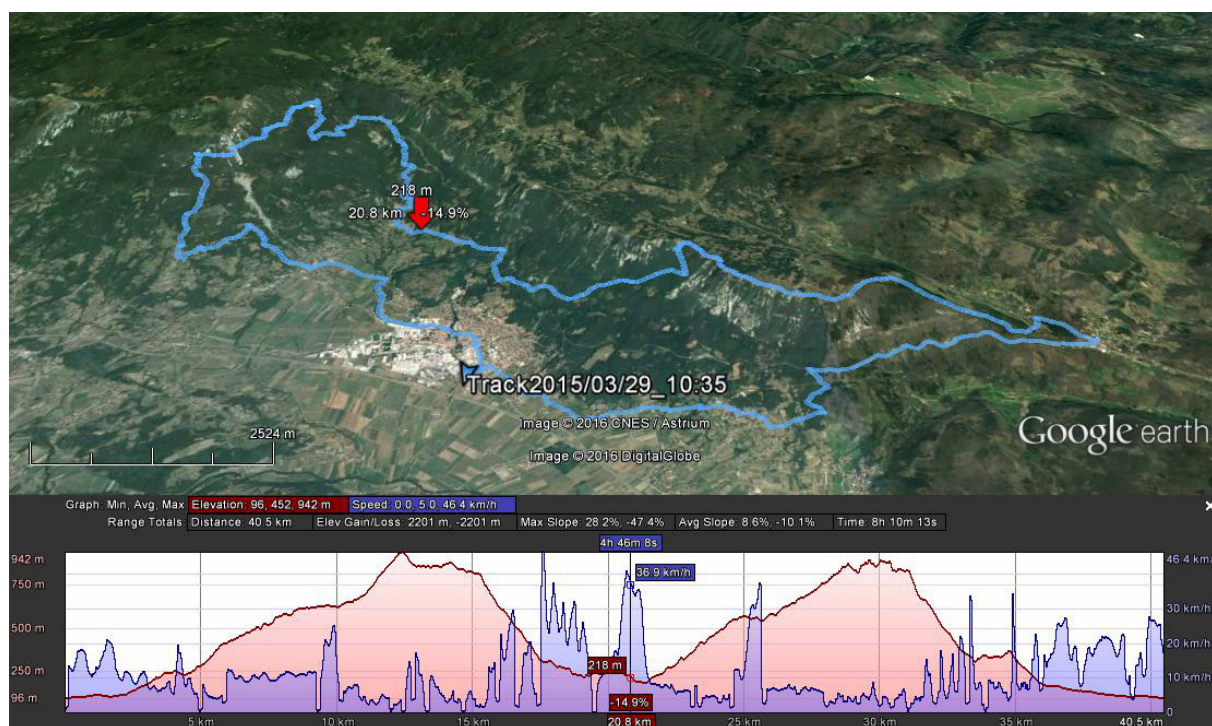 218 m
20.8 km -14.9%
Track2015/03/29_10:35
Image © 2016 CNES / Astrium
Image © 2016 DigitalGlobe
Google earth
2524 m
Graph: Min, Avg, Max Elevation: 96, 452, 942 m Speed: 0.0, 5.0, 46.4 km/h
Range Totals: Distance: 40.5 km Elev Gain/Loss: 2201 m, -2201 m Max Slope: 28.2%, -47.4% Avg Slope: 8.6%, -10.1% Time: 8h 10m 13s
4h 46m 8s
942 m
46.4 km/h
36.9 km/h
750 m
30 km/h
500 m
20 km/h
218 m
250 m
10 km/h
96 m
-14.9%
0
5 km 10 km 15 km 20.8 km 25 km 30 km 35 km 40.5 km